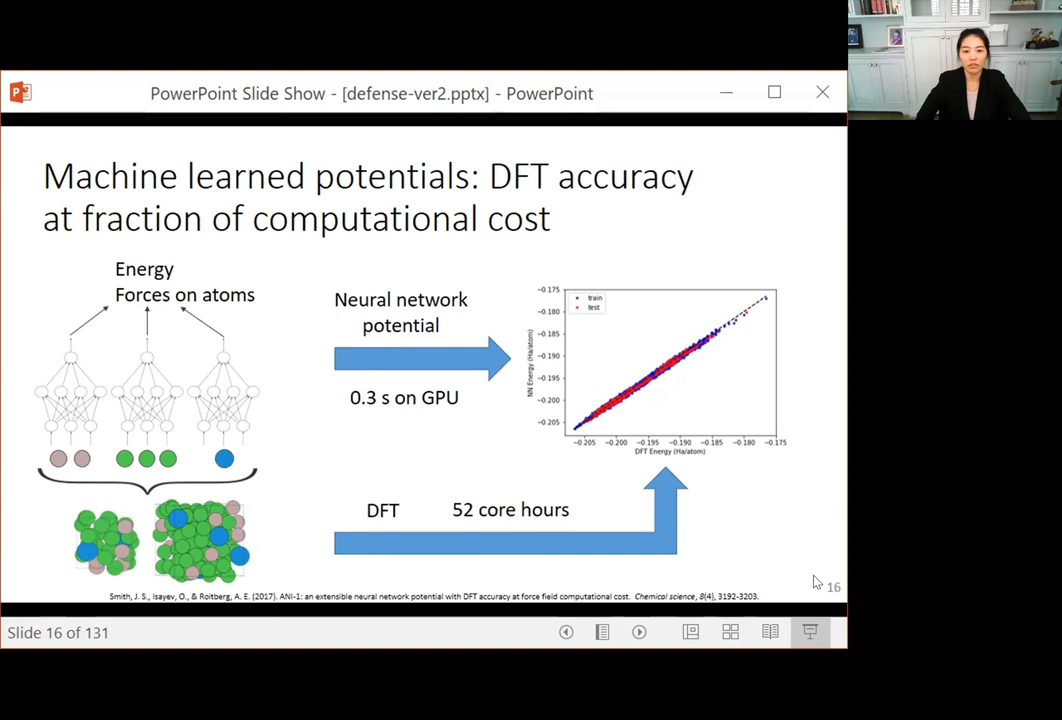 PowerPoint Slide Show - [defense-ver2.pptx] - PowerPoint
Machine learned potentials: DFT accuracy
at fraction of computational cost
Energy
Forces on atoms
Neural network
potential
0.3 s on GPU
DFT 52 core hours
train
test
NN Energy (Ha/atom)
−0.175
−0.180
−0.185
−0.190
−0.195
−0.200
−0.205
−0.205 −0.200 −0.195 −0.190 −0.185 −0.180 −0.175
DFT Energy (Ha/atom)
16
Smith, J. S., Isayev, O., & Roitberg, A. E. (2017). ANI-1: an extensible neural network potential with DFT accuracy at force field computational cost. Chemical science, 8(4), 3192-3203.
Slide 16 of 131